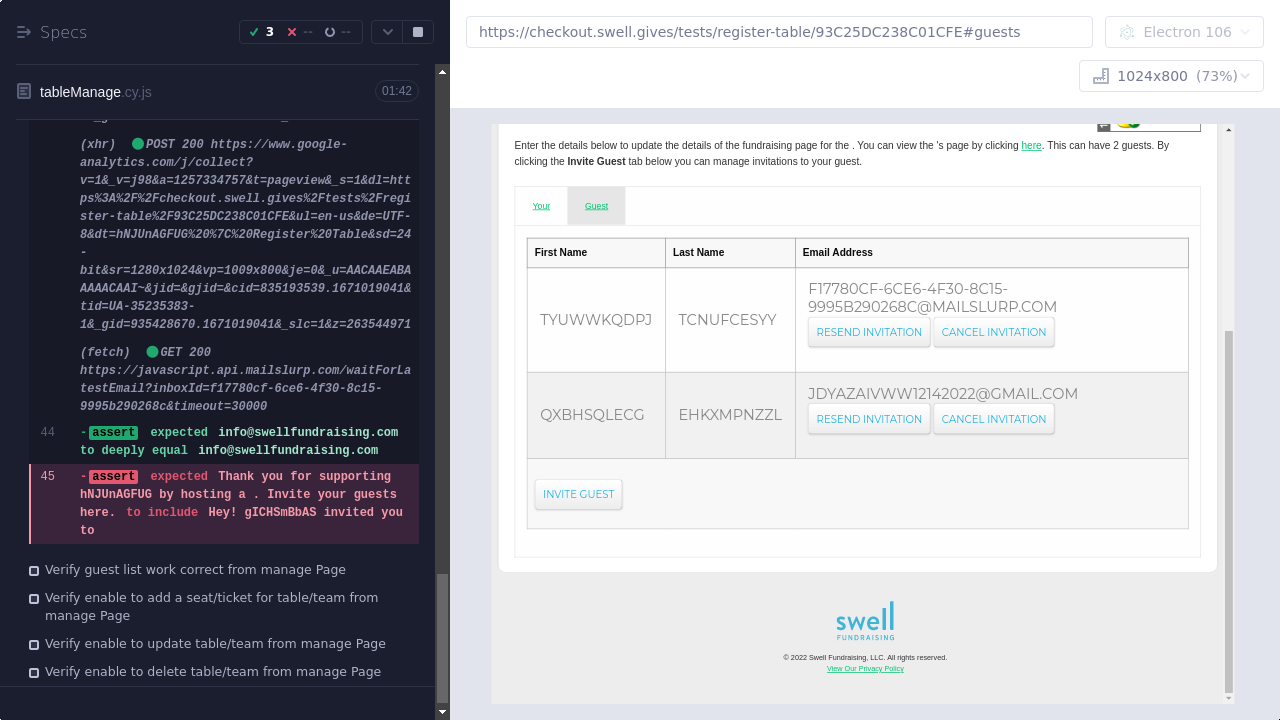 Specs
3
--
--
tableManage.cy.js
01:42
(xhr) POST 200 https://www.google-
analytics.com/j/collect?
v=1&_v=j98&a=1257334757&t=pageview&_s=1&dl=htt
ps%3A%2F%2Fcheckout.swell.gives%2Ftests%2Fregi
ster-table%2F93C25DC238C01CFE&ul=en-us&de=UTF-
8&dt=hNJUnAGFUG%20%7C%20Register%20Table&sd=24
-
bit&sr=1280x1024&vp=1009x800&je=0&_u=AACAAEABA
AAAACAAI~&jid=&gjid=&cid=835193539.1671019041&
tid=UA-35235383-
1&_gid=935428670.1671019041&_slc=1&z=263544971
(fetch) GET 200
https://javascript.api.mailslurp.com/waitForLa
testEmail?inboxId=f17780cf-6ce6-4f30-8c15-
9995b290268c&timeout=30000
44 -assert expected info@swellfundraising.com
to deeply equal info@swellfundraising.com
45 -assert expected Thank you for supporting
hNJUnAGFUG by hosting a . Invite your guests
here. to include Hey! gICHSmBbAS invited you
to
Verify guest list work correct from manage Page
Verify enable to add a seat/ticket for table/team from
manage Page
Verify enable to update table/team from manage Page
Verify enable to delete table/team from manage Page
https://checkout.swell.gives/tests/register-table/93C25DC238C01CFE#guests
Electron 106
1024x800 (73%)
Enter the details below to update the details of the fundraising page for the . You can view the 's page by clicking here. This can have 2 guests. By
clicking the Invite Guest tab below you can manage invitations to your guest.
Your
Guest
First Name
Last Name
Email Address
TYUWWKQDPJ
TCNUFCESYY
F17780CF-6CE6-4F30-8C15-
9995B290268C@MAILSLURP.COM
RESEND INVITATION
CANCEL INVITATION
QXBHSQLECG
EHKXMPNZZL
JDYAZAIVWW12142022@GMAIL.COM
RESEND INVITATION
CANCEL INVITATION
INVITE GUEST
swell
FUNDRAISING
© 2022 Swell Fundraising, LLC. All rights reserved.
View Our Privacy Policy